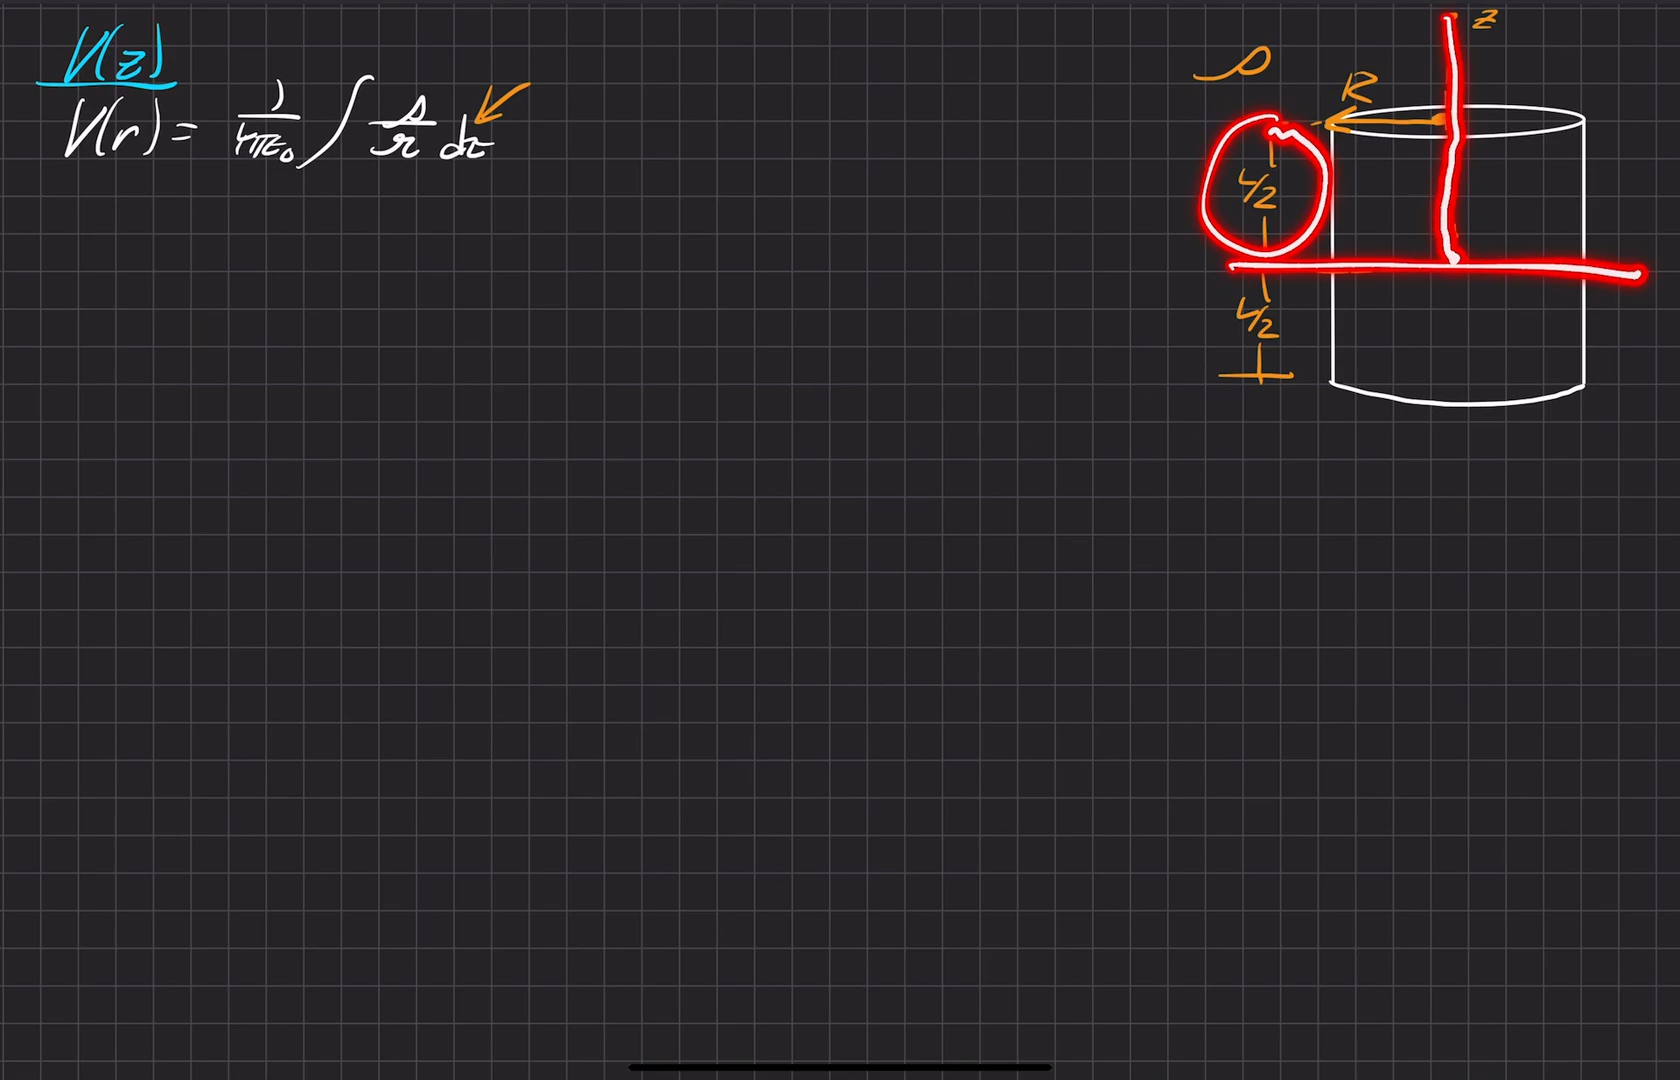 V(z)
V(r) = 1/4πε₀ ∫ ρ/𝓇 dτ
z
ρ
R
L/2
L/2